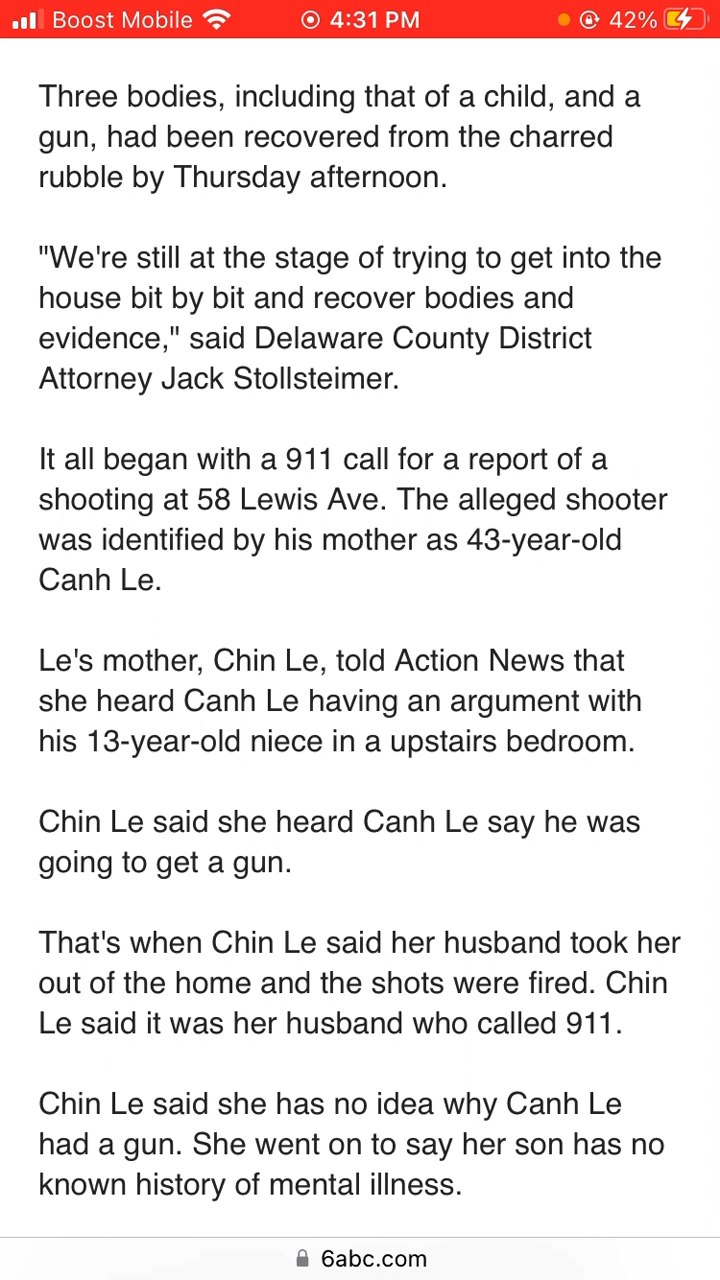 Boost Mobile 4:31 PM 42%
Three bodies, including that of a child, and a
gun, had been recovered from the charred
rubble by Thursday afternoon.
"We're still at the stage of trying to get into the
house bit by bit and recover bodies and
evidence," said Delaware County District
Attorney Jack Stollsteimer.
It all began with a 911 call for a report of a
shooting at 58 Lewis Ave. The alleged shooter
was identified by his mother as 43-year-old
Canh Le.
Le's mother, Chin Le, told Action News that
she heard Canh Le having an argument with
his 13-year-old niece in a upstairs bedroom.
Chin Le said she heard Canh Le say he was
going to get a gun.
That's when Chin Le said her husband took her
out of the home and the shots were fired. Chin
Le said it was her husband who called 911.
Chin Le said she has no idea why Canh Le
had a gun. She went on to say her son has no
known history of mental illness.
6abc.com